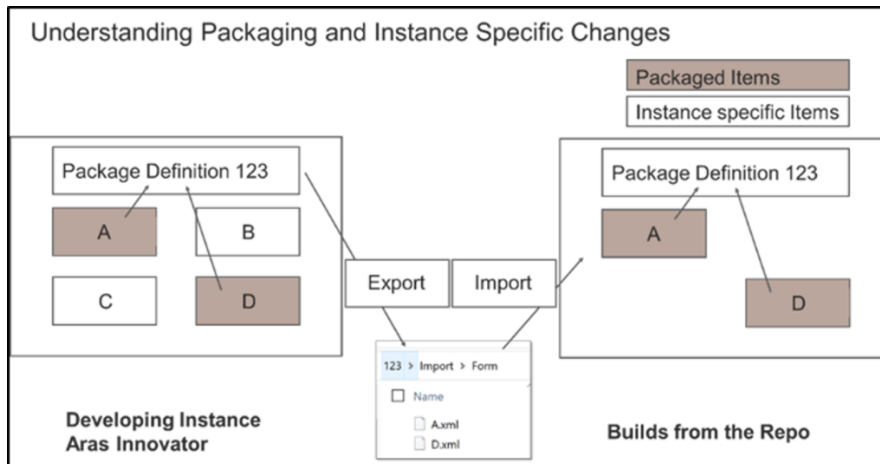 Understanding Packaging and Instance Specific Changes
Packaged Items
Instance specific Items
Package Definition 123
A
B
C
D
Export
Import
123 > Import > Form
Name
A.xml
D.xml
Package Definition 123
A
D
Developing Instance
Aras Innovator
Builds from the Repo